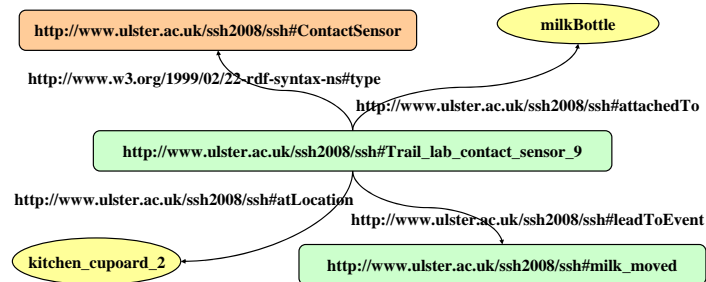 http://www.ulster.ac.uk/ssh2008/ssh#ContactSensor
milkBottle
http://www.w3.org/1999/02/22-rdf-syntax-ns#type
http://www.ulster.ac.uk/ssh2008/ssh#attachedTo
http://www.ulster.ac.uk/ssh2008/ssh#Trail_lab_contact_sensor_9
http://www.ulster.ac.uk/ssh2008/ssh#atLocation
http://www.ulster.ac.uk/ssh2008/ssh#leadToEvent
kitchen_cupoard_2
http://www.ulster.ac.uk/ssh2008/ssh#milk_moved